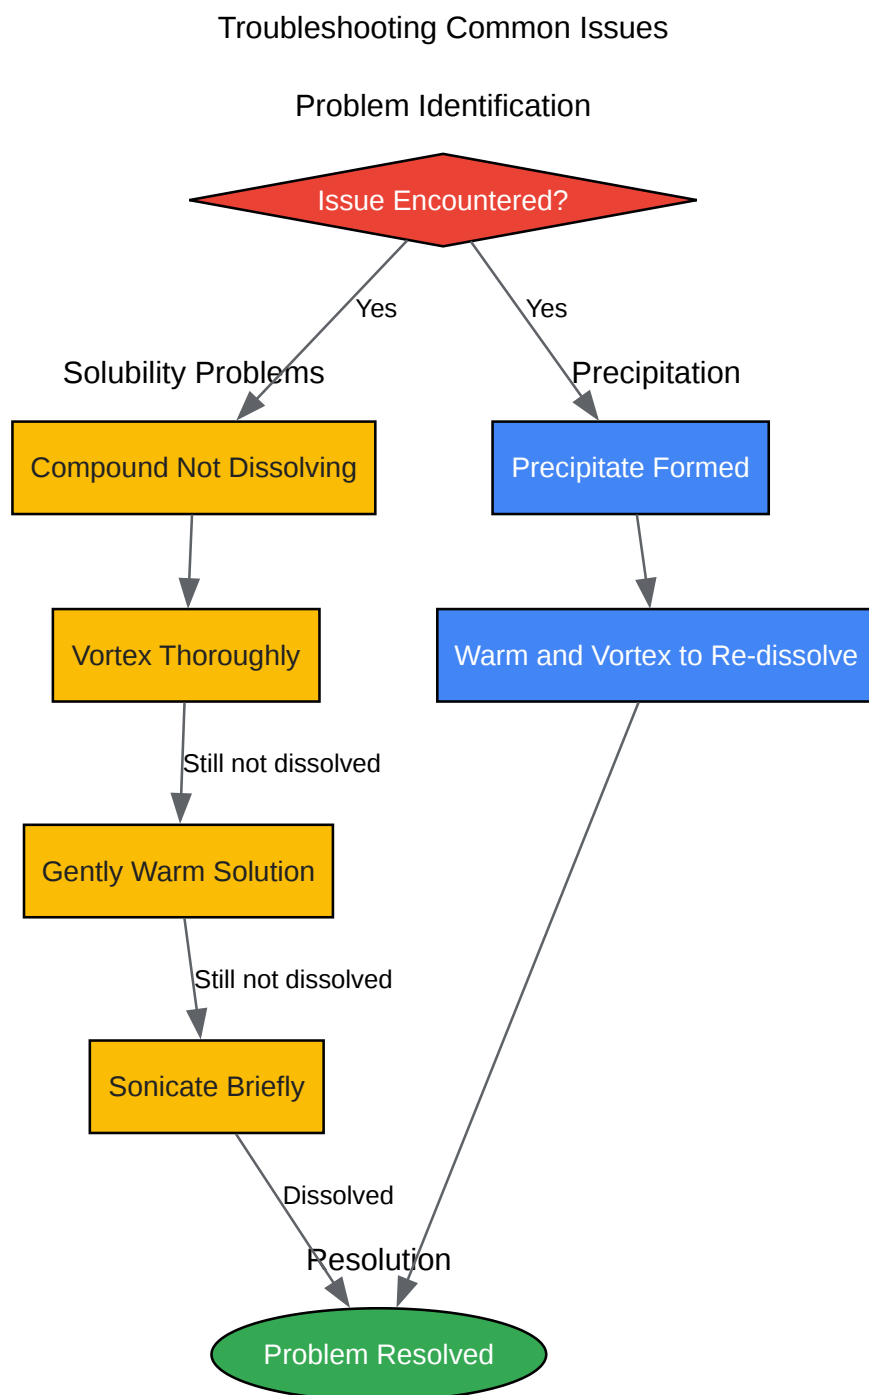 Troubleshooting Common Issues
Problem Identification
Issue Encountered?
Yes
Yes
Solubility Problems
Precipitation
Compound Not Dissolving
Precipitate Formed
Vortex Thoroughly
Warm and Vortex to Re-dissolve
Still not dissolved
Gently Warm Solution
Still not dissolved
Sonicate Briefly
Dissolved
Resolution
Problem Resolved